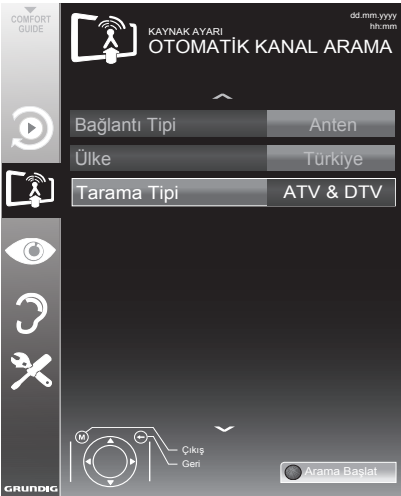 COMFORT
GUIDE
dd.mm.yyyy
hh:mm
KAYNAK AYARI
OTOMATİK KANAL ARAMA
Bağlantı Tipi Anten
Ülke Türkiye
Tarama Tipi ATV & DTV
M
Çıkış
Geri
Arama Başlat
GRUNDIG